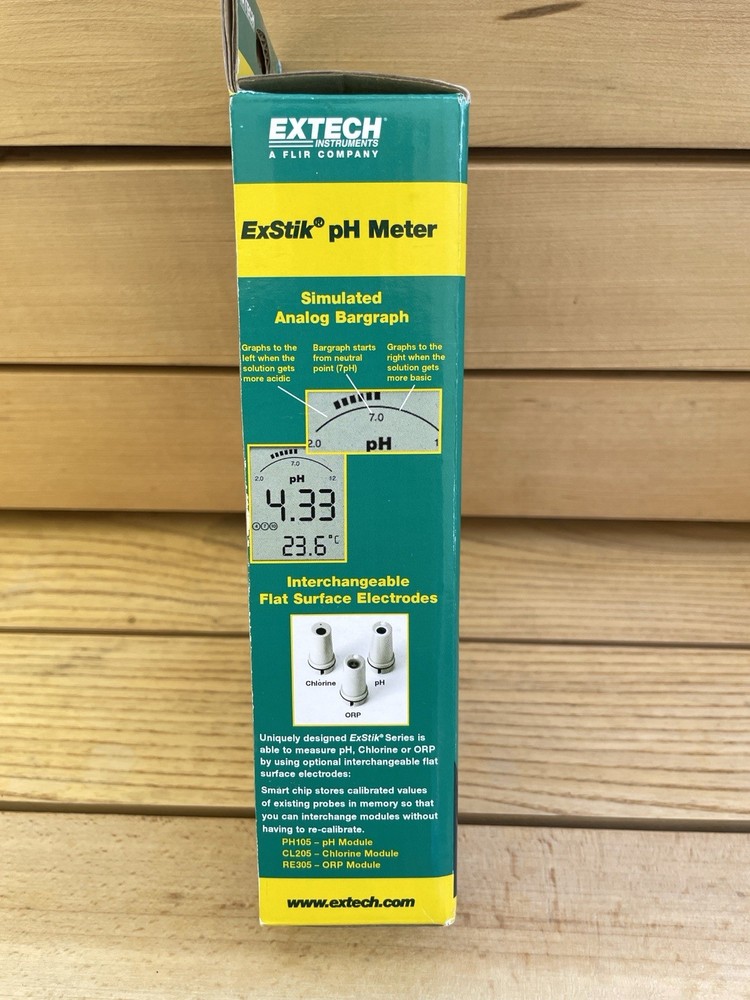 EXTECH®
INSTRUMENTS
A FLIR COMPANY
ExStik® pH Meter
Simulated
Analog Bargraph
Graphs to the
left when the
solution gets
more acidic
Bargraph starts
from neutral
point (7pH)
Graphs to the
right when the
solution gets
more basic
7.0
2.0 pH 1
7.0
2.0 pH 12
4.33
4 7 10
23.6°C
Interchangeable
Flat Surface Electrodes
Chlorine
pH
ORP
Uniquely designed ExStik® Series is
able to measure pH, Chlorine or ORP
by using optional interchangeable flat
surface electrodes:
Smart chip stores calibrated values
of existing probes in memory so that
you can interchange modules without
having to re-calibrate.
PH105 – pH Module
CL205 – Chlorine Module
RE305 – ORP Module
www.extech.com